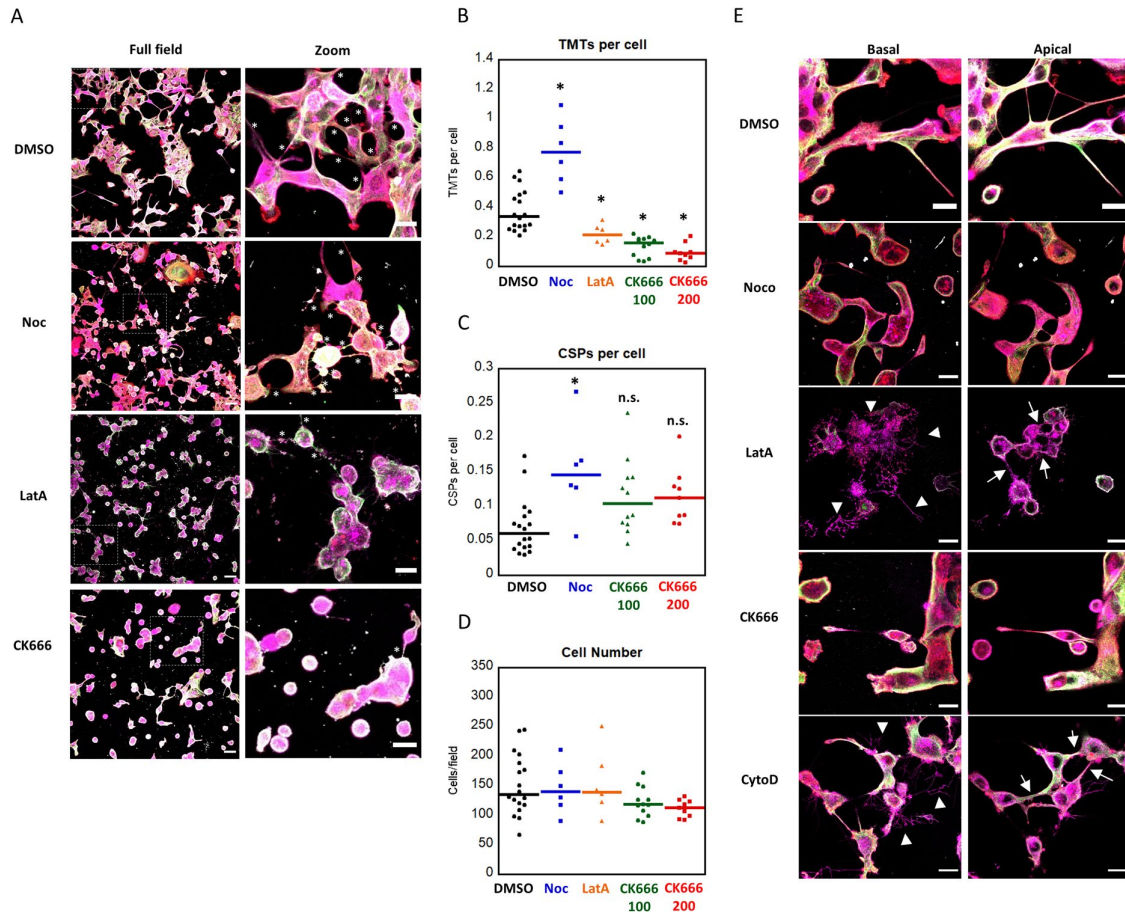 A
Full field
Zoom
DMSO
Noc
LatA
CK666
B
TMTs per cell
TMTs per cell
1.4
1.2
1
0.8
0.6
0.4
0.2
0
*
*
*
*
DMSO
Noc
LatA
CK666
100
CK666
200
C
CSPs per cell
CSPs per cell
0.3
0.25
0.2
0.15
0.1
0.05
0
*
n.s.
n.s.
DMSO
Noc
CK666
100
CK666
200
D
Cell Number
Cells/field
350
300
250
200
150
100
50
0
DMSO
Noc
LatA
CK666
100
CK666
200
E
Basal
Apical
DMSO
Noco
LatA
CK666
CytoD